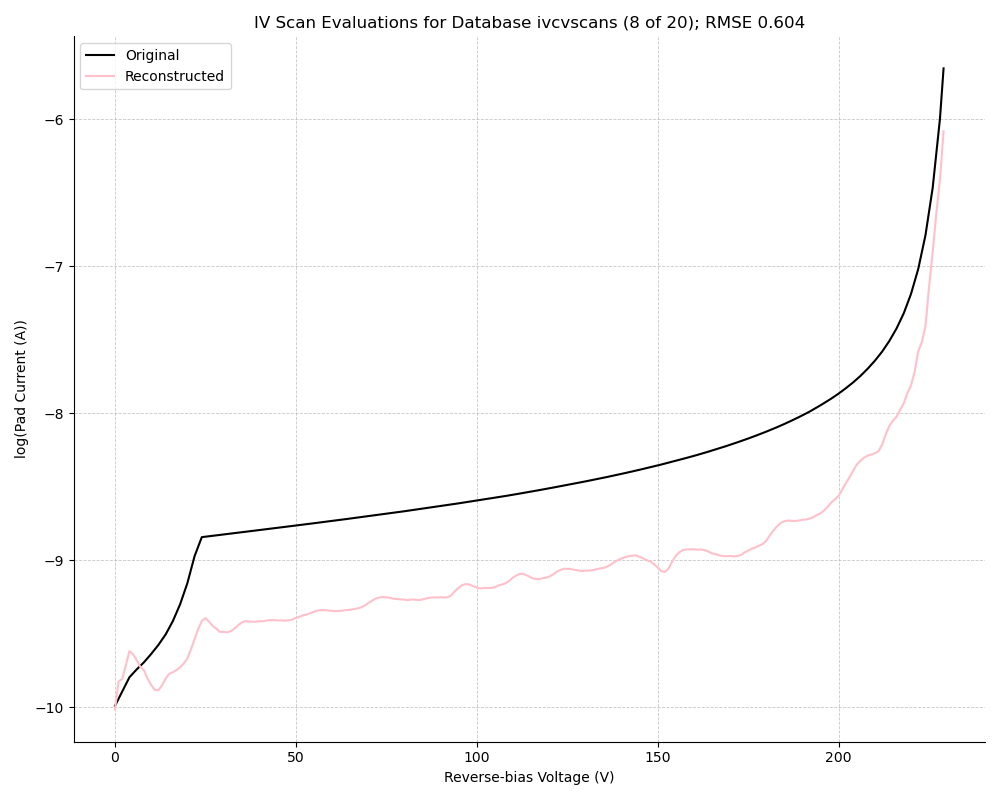 IV Scan Evaluations for Database ivcvscans (8 of 20); RMSE 0.604
Original
Reconstructed
−6
−7
−8
−9
−10
log(Pad Current (A))
0
50
100
150
200
Reverse-bias Voltage (V)